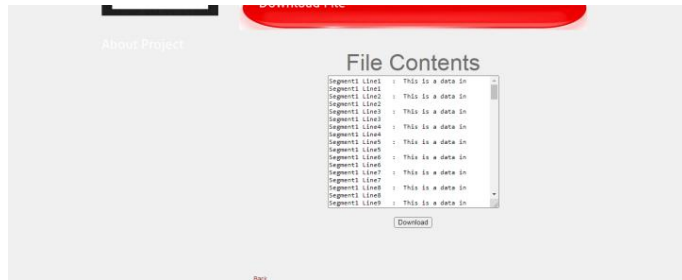 Download File
About Project
File Contents
Segment1 Line1   :  This is a data in
Segment1 Line1
Segment1 Line2   :  This is a data in
Segment1 Line2
Segment1 Line3   :  This is a data in
Segment1 Line3
Segment1 Line4   :  This is a data in
Segment1 Line4
Segment1 Line5   :  This is a data in
Segment1 Line5
Segment1 Line6   :  This is a data in
Segment1 Line6
Segment1 Line7   :  This is a data in
Segment1 Line7
Segment1 Line8   :  This is a data in
Segment1 Line8
Segment1 Line9   :  This is a data in
Download
Back